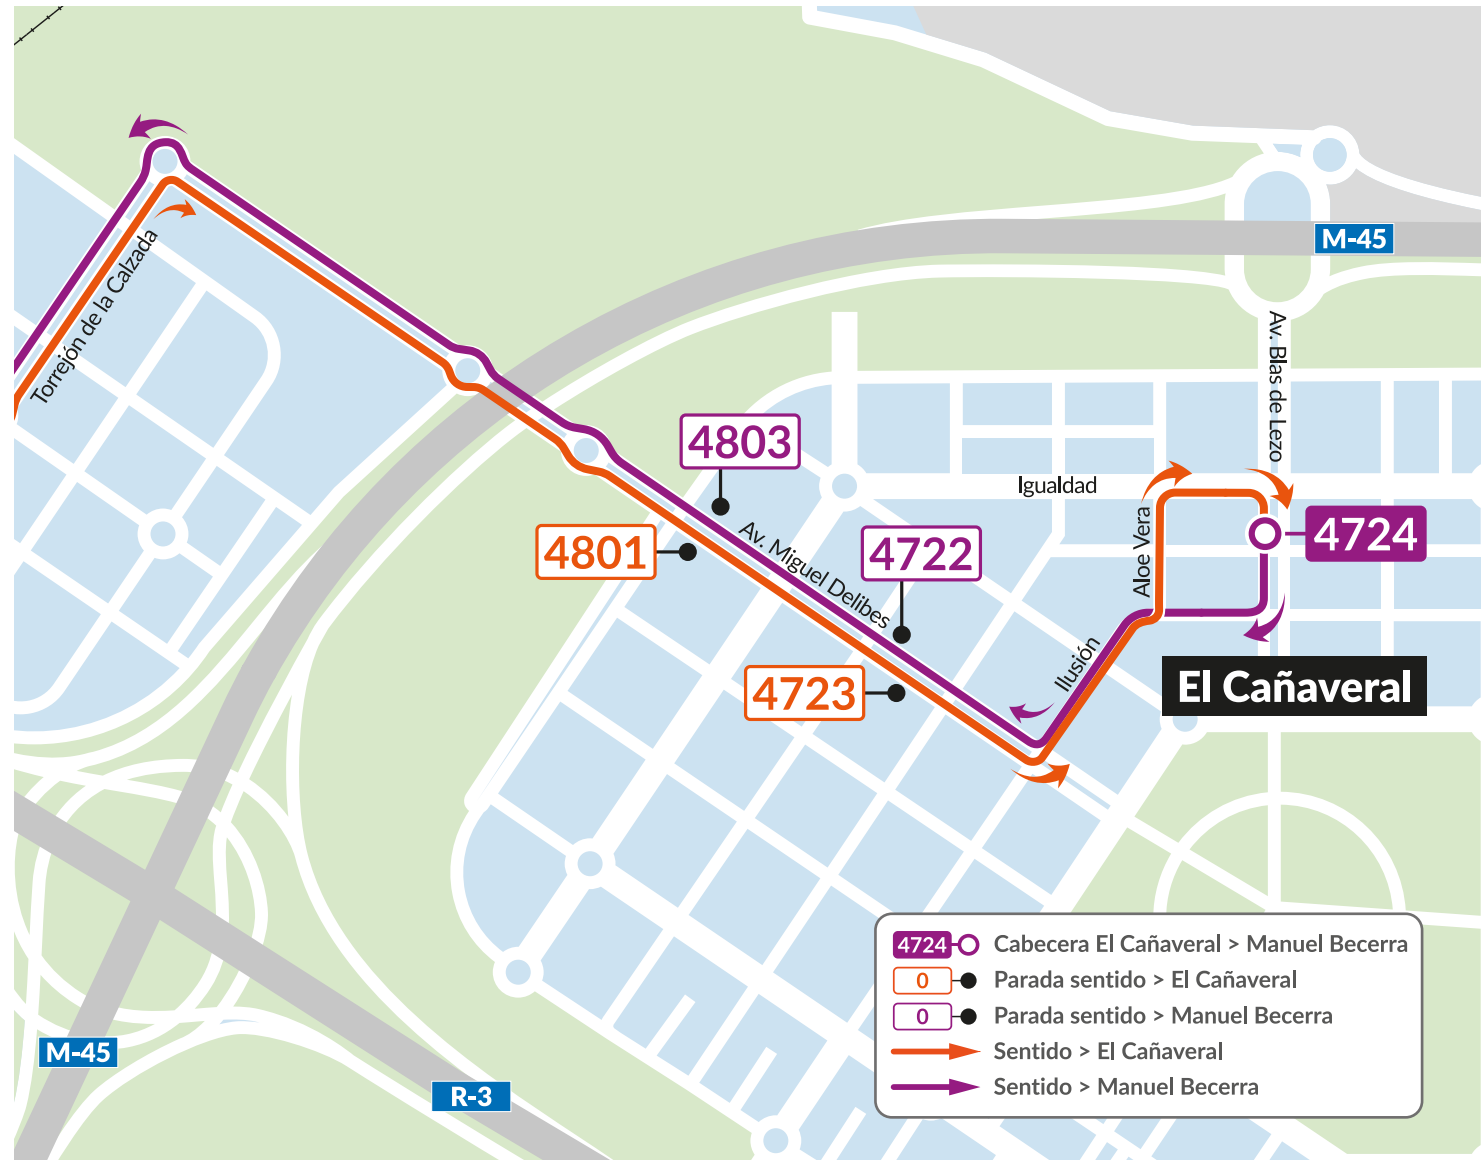 M-45
Torrejón de la Calzada
Av. Blas de Lezo
4803
Igualdad
4801
Av. Miguel Delibes
4722
Aloe Vera
4724
4723
Ilusión
El Cañaveral
4724 Cabecera El Cañaveral > Manuel Becerra
0 Parada sentido > El Cañaveral
0 Parada sentido > Manuel Becerra
Sentido > El Cañaveral
Sentido > Manuel Becerra
M-45
R-3